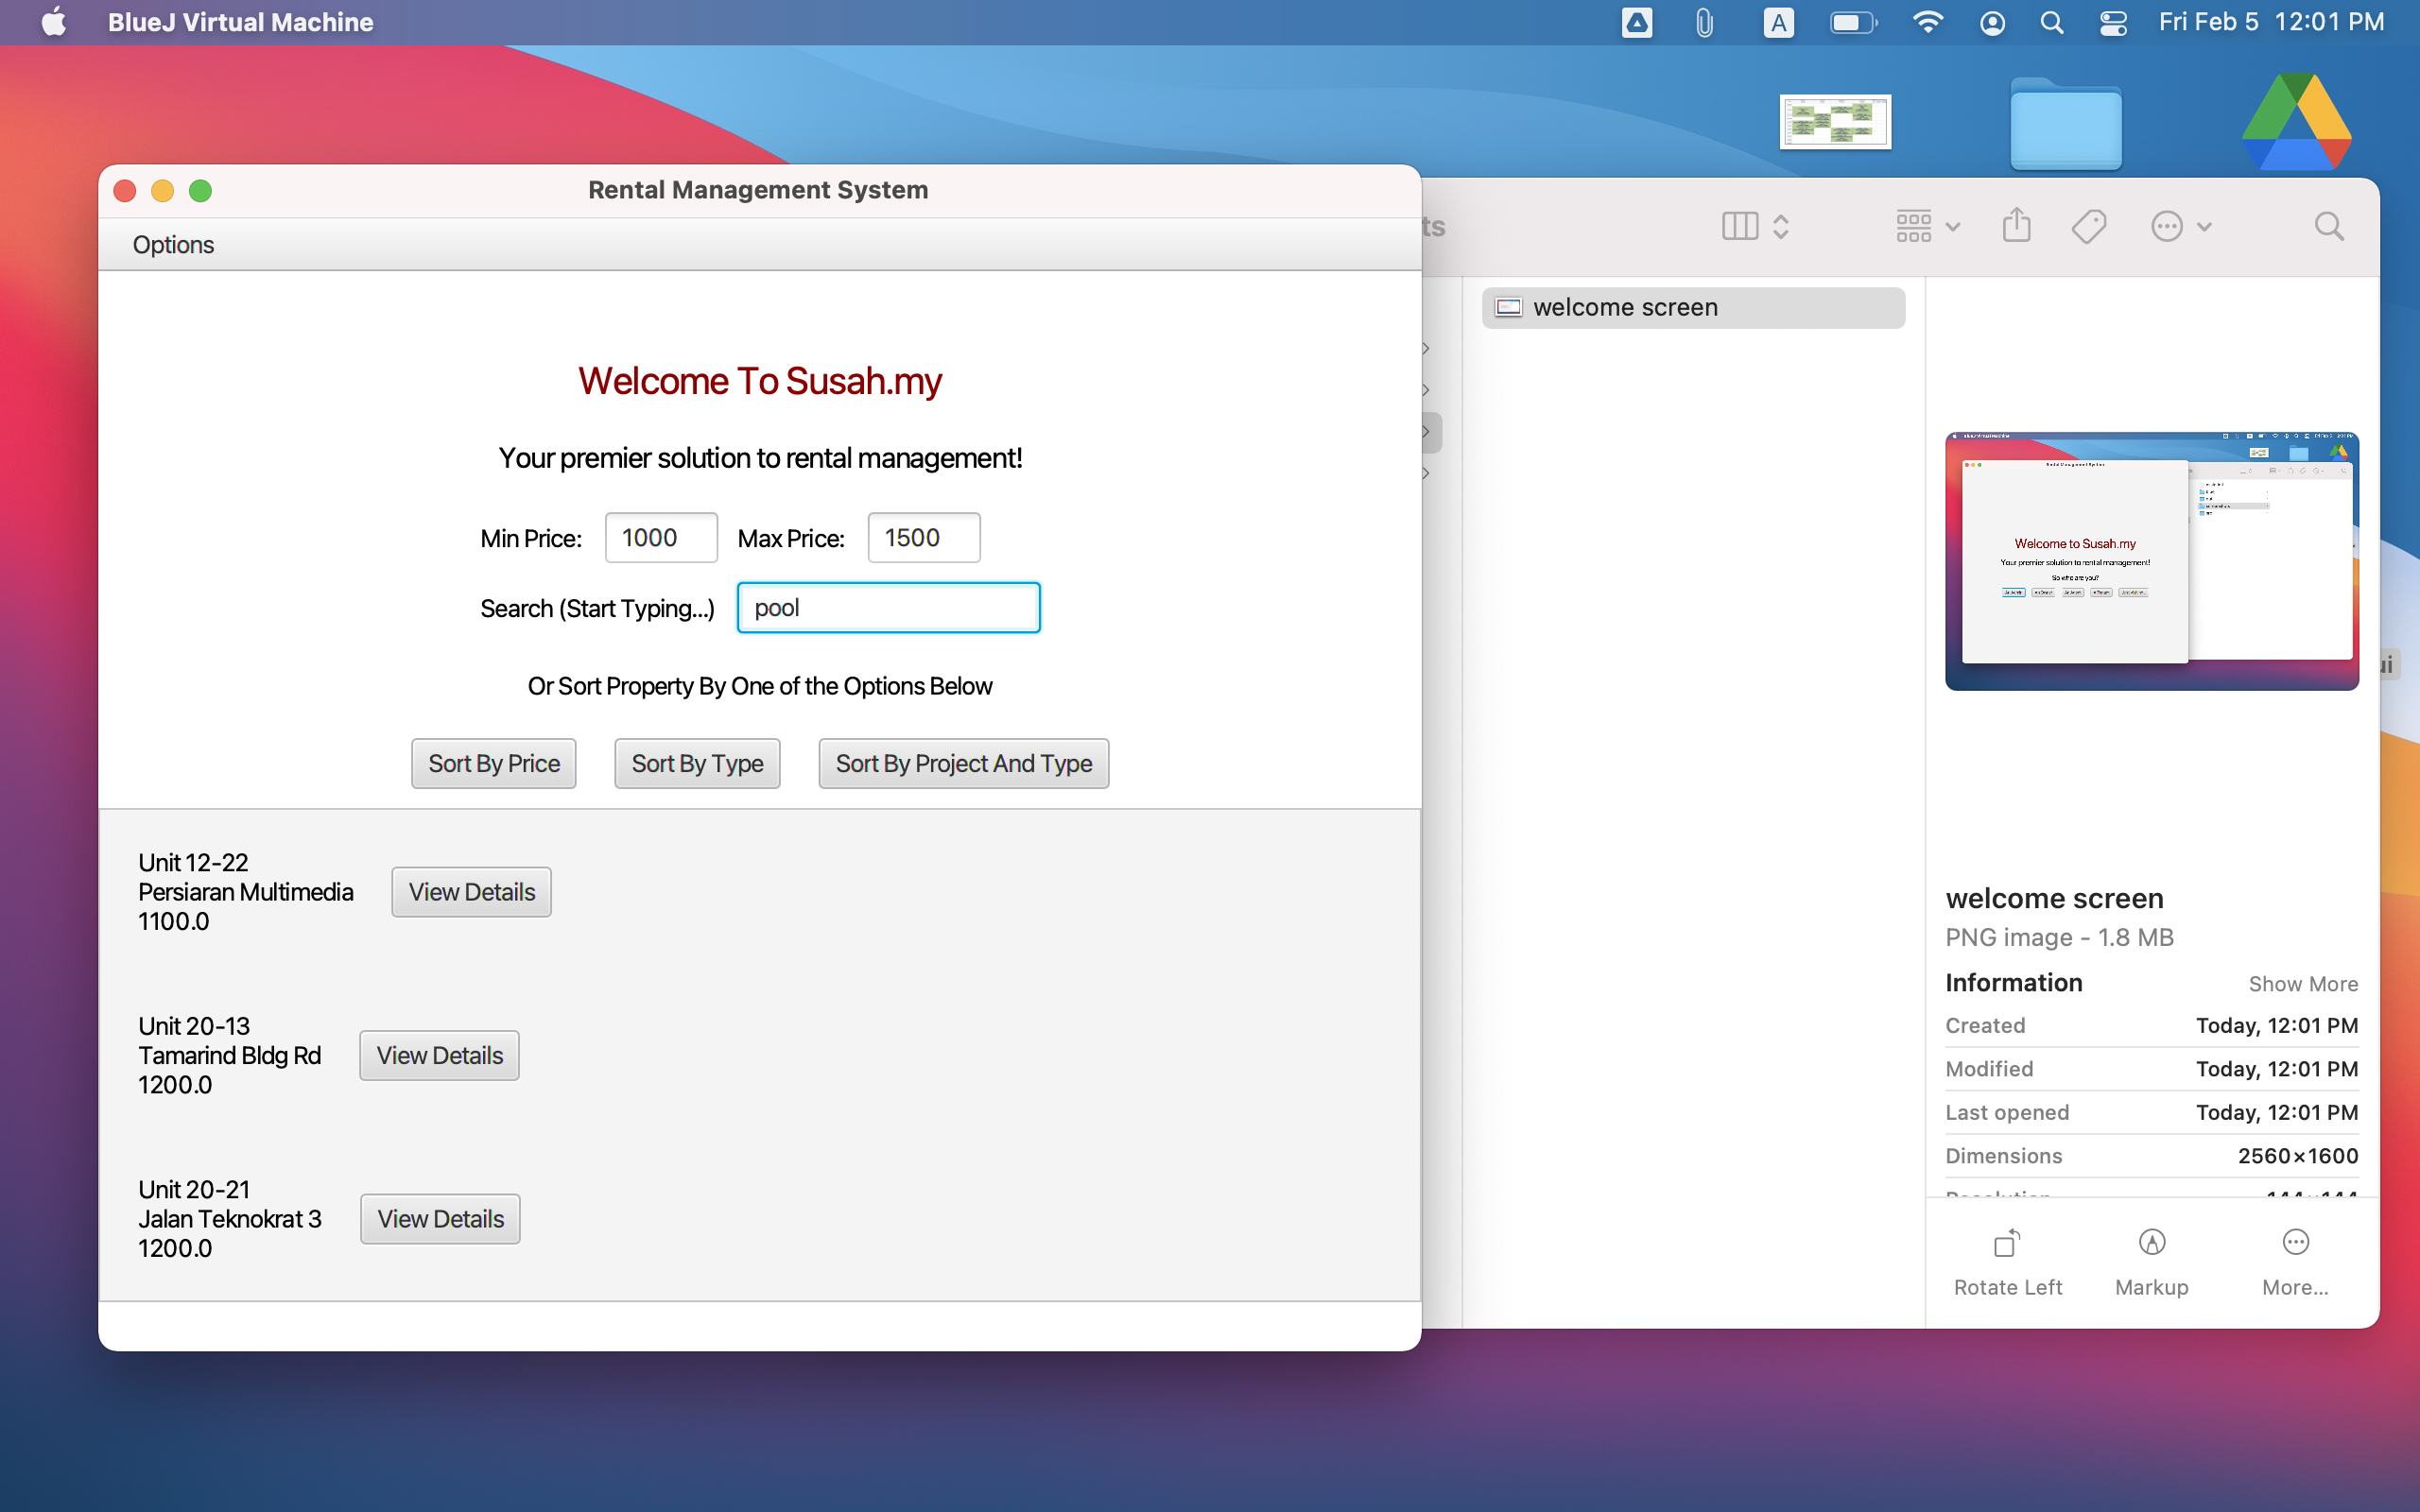 BlueJ Virtual Machine
A
Fri Feb 5 12:01 PM
Rental Management System
Options
Welcome To Susah.my
Your premier solution to rental management!
Min Price: 1000 Max Price: 1500
Search (Start Typing...) pool
Or Sort Property By One of the Options Below
Sort By Price Sort By Type Sort By Project And Type
Unit 12-22
Persiaran Multimedia
1100.0
View Details
Unit 20-13
Tamarind Bldg Rd
1200.0
View Details
Unit 20-21
Jalan Teknokrat 3
1200.0
View Details
ts
welcome screen
Rental Management System
Welcome to Susah.my
Your premier solution to rental management!
So who are you?
ui
welcome screen
PNG image - 1.8 MB
Information Show More
Created Today, 12:01 PM
Modified Today, 12:01 PM
Last opened Today, 12:01 PM
Dimensions 2560×1600
Rotate Left Markup More...